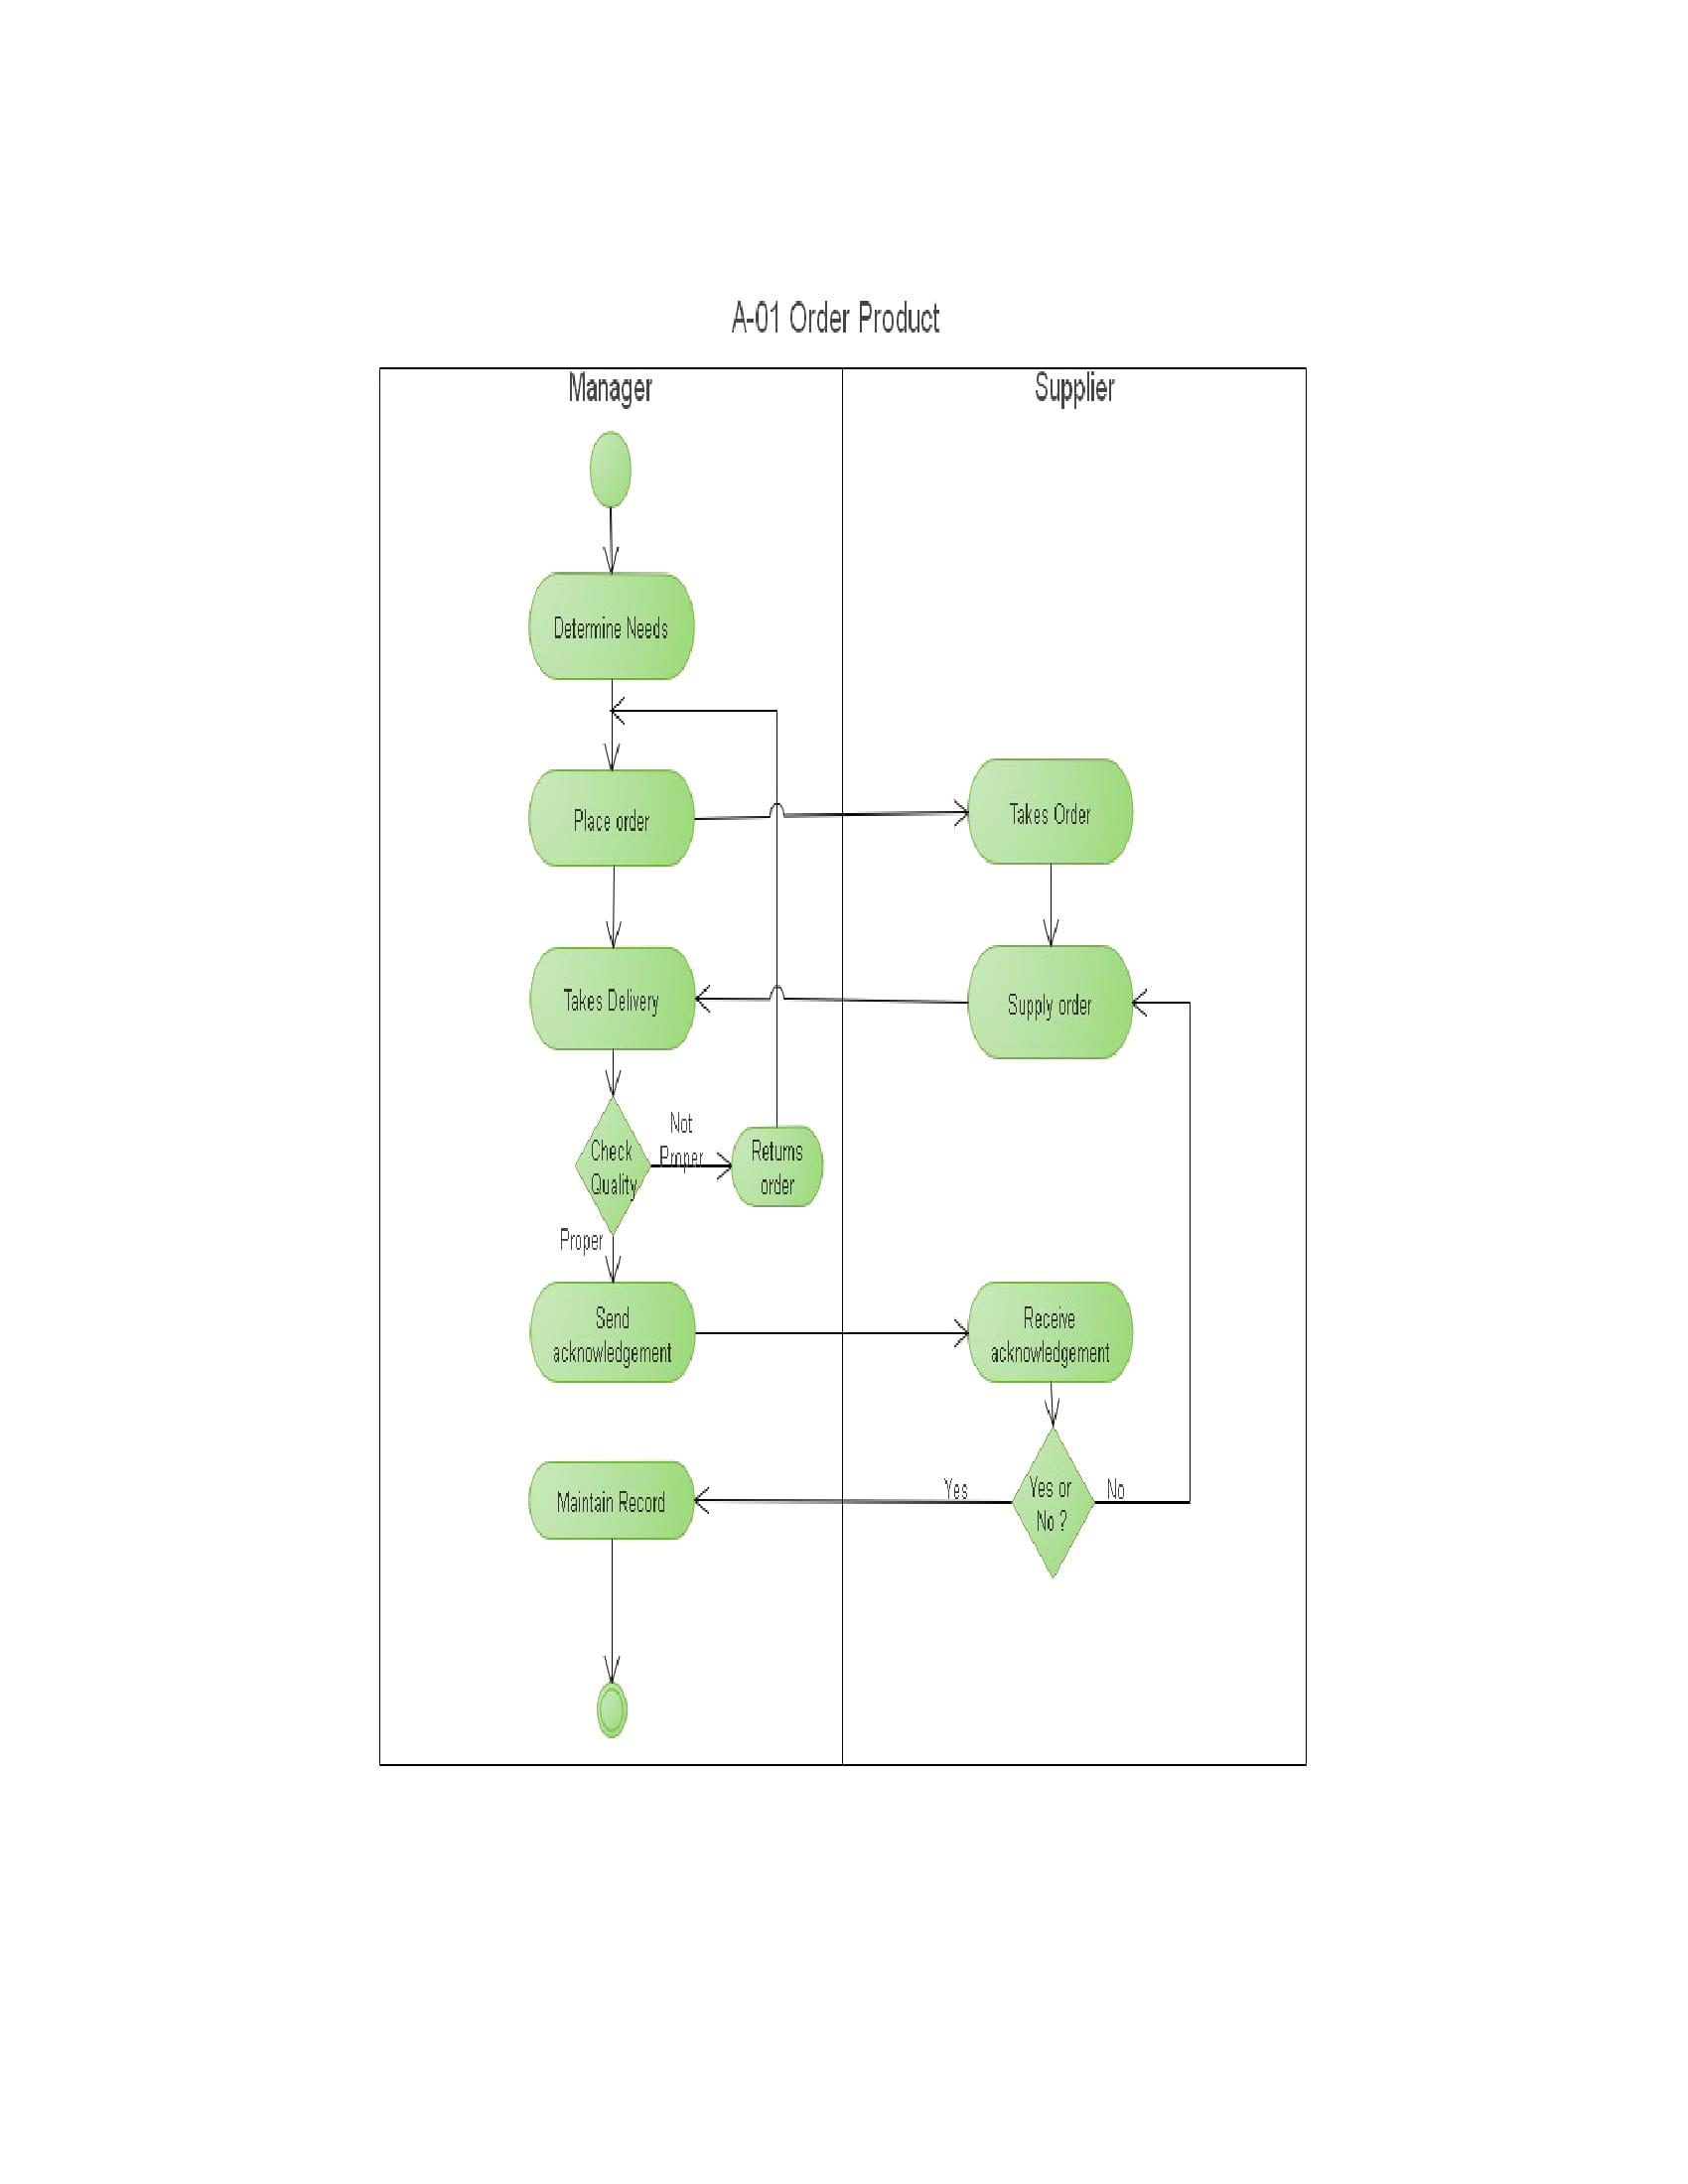 A-01 Order Product
Manager
Supplier
Determine Needs
Place order
Takes Order
Takes Delivery
Supply order
Check
Quality
Not
Proper
Returns
order
Proper
Send
acknowledgement
Receive
acknowledgement
Maintain Record
Yes
Yes or
No ?
No